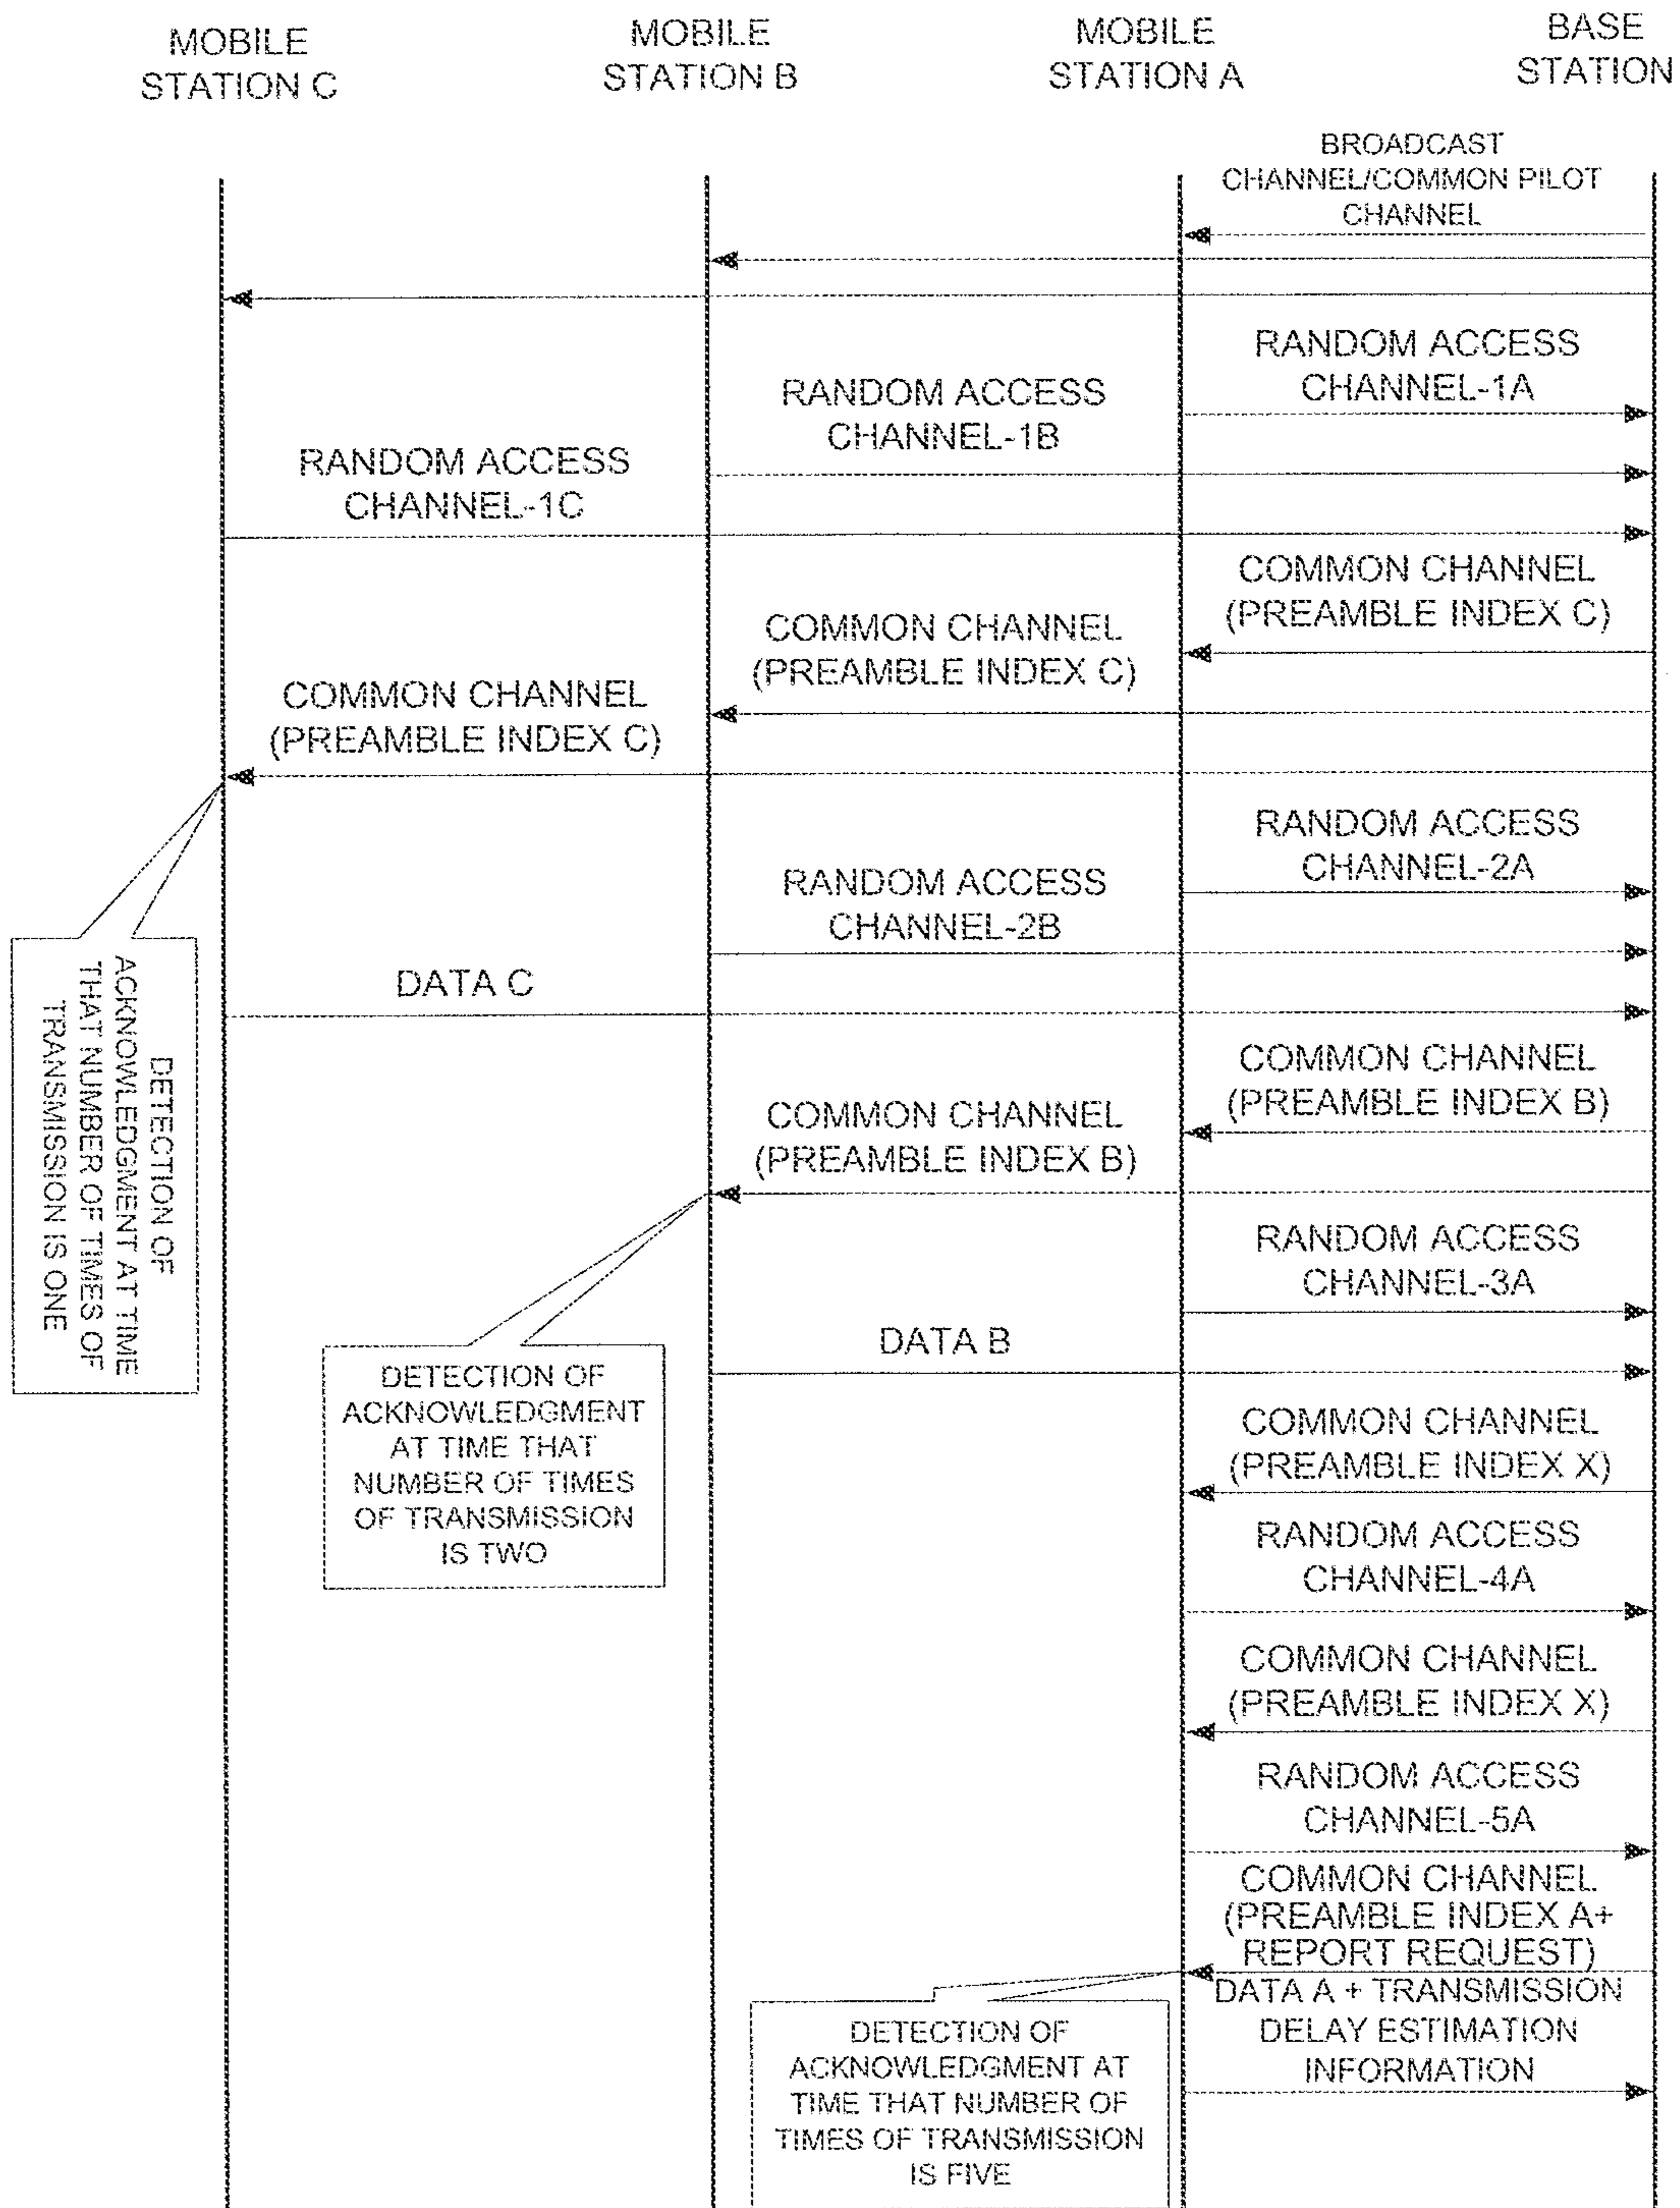 MOBILE
STATION C
MOBILE
STATION B
MOBILE
STATION A
BASE
STATION
BROADCAST
CHANNEL/COMMON PILOT
CHANNEL
RANDOM ACCESS
CHANNEL-1A
RANDOM ACCESS
CHANNEL-1B
RANDOM ACCESS
CHANNEL-1C
COMMON CHANNEL
(PREAMBLE INDEX C)
COMMON CHANNEL
(PREAMBLE INDEX C)
COMMON CHANNEL
(PREAMBLE INDEX C)
RANDOM ACCESS
CHANNEL-2A
RANDOM ACCESS
CHANNEL-2B
DATA C
DETECTION OF
ACKNOWLEDGMENT AT TIME
THAT NUMBER OF TIMES OF
TRANSMISSION IS ONE
COMMON CHANNEL
(PREAMBLE INDEX B)
COMMON CHANNEL
(PREAMBLE INDEX B)
RANDOM ACCESS
CHANNEL-3A
DATA B
DETECTION OF
ACKNOWLEDGMENT
AT TIME THAT
NUMBER OF TIMES
OF TRANSMISSION
IS TWO
COMMON CHANNEL
(PREAMBLE INDEX X)
RANDOM ACCESS
CHANNEL-4A
COMMON CHANNEL
(PREAMBLE INDEX X)
RANDOM ACCESS
CHANNEL-5A
COMMON CHANNEL
(PREAMBLE INDEX A+
REPORT REQUEST)
DATA A + TRANSMISSION
DELAY ESTIMATION
INFORMATION
DETECTION OF
ACKNOWLEDGMENT AT
TIME THAT NUMBER OF
TIMES OF TRANSMISSION
IS FIVE